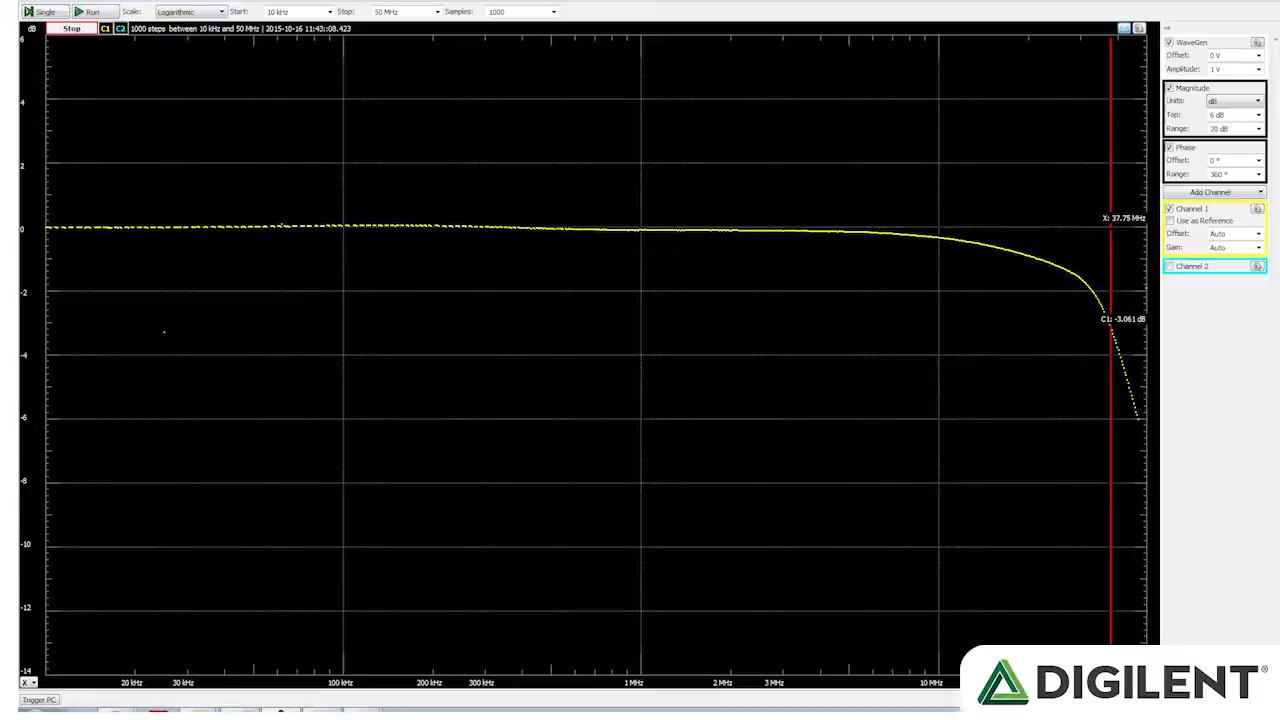 Single Run Scale: Logarithmic Start: 10 kHz Stop: 50 MHz Samples: 1000
dB Stop C1 C2 1000 steps between 10 kHz and 50 MHz | 2015-10-16 11:43:08.423
6
4
2
0
-2
-4
-6
-8
-10
-12
-14
X: 37.75 MHz
C1: -3.061 dB
X 20 kHz 30 kHz 100 kHz 200 kHz 300 kHz 1 MHz 2 MHz 3 MHz 10 MHz
Trigger PC
WaveGen
Offset: 0 V
Amplitude: 1 V
Magnitude
Units: dB
Top: 6 dB
Range: 20 dB
Phase
Offset: 0 °
Range: 360 °
Add Channel
Channel 1
Use as Reference
Offset: Auto
Gain: Auto
Channel 2
DIGILENT®